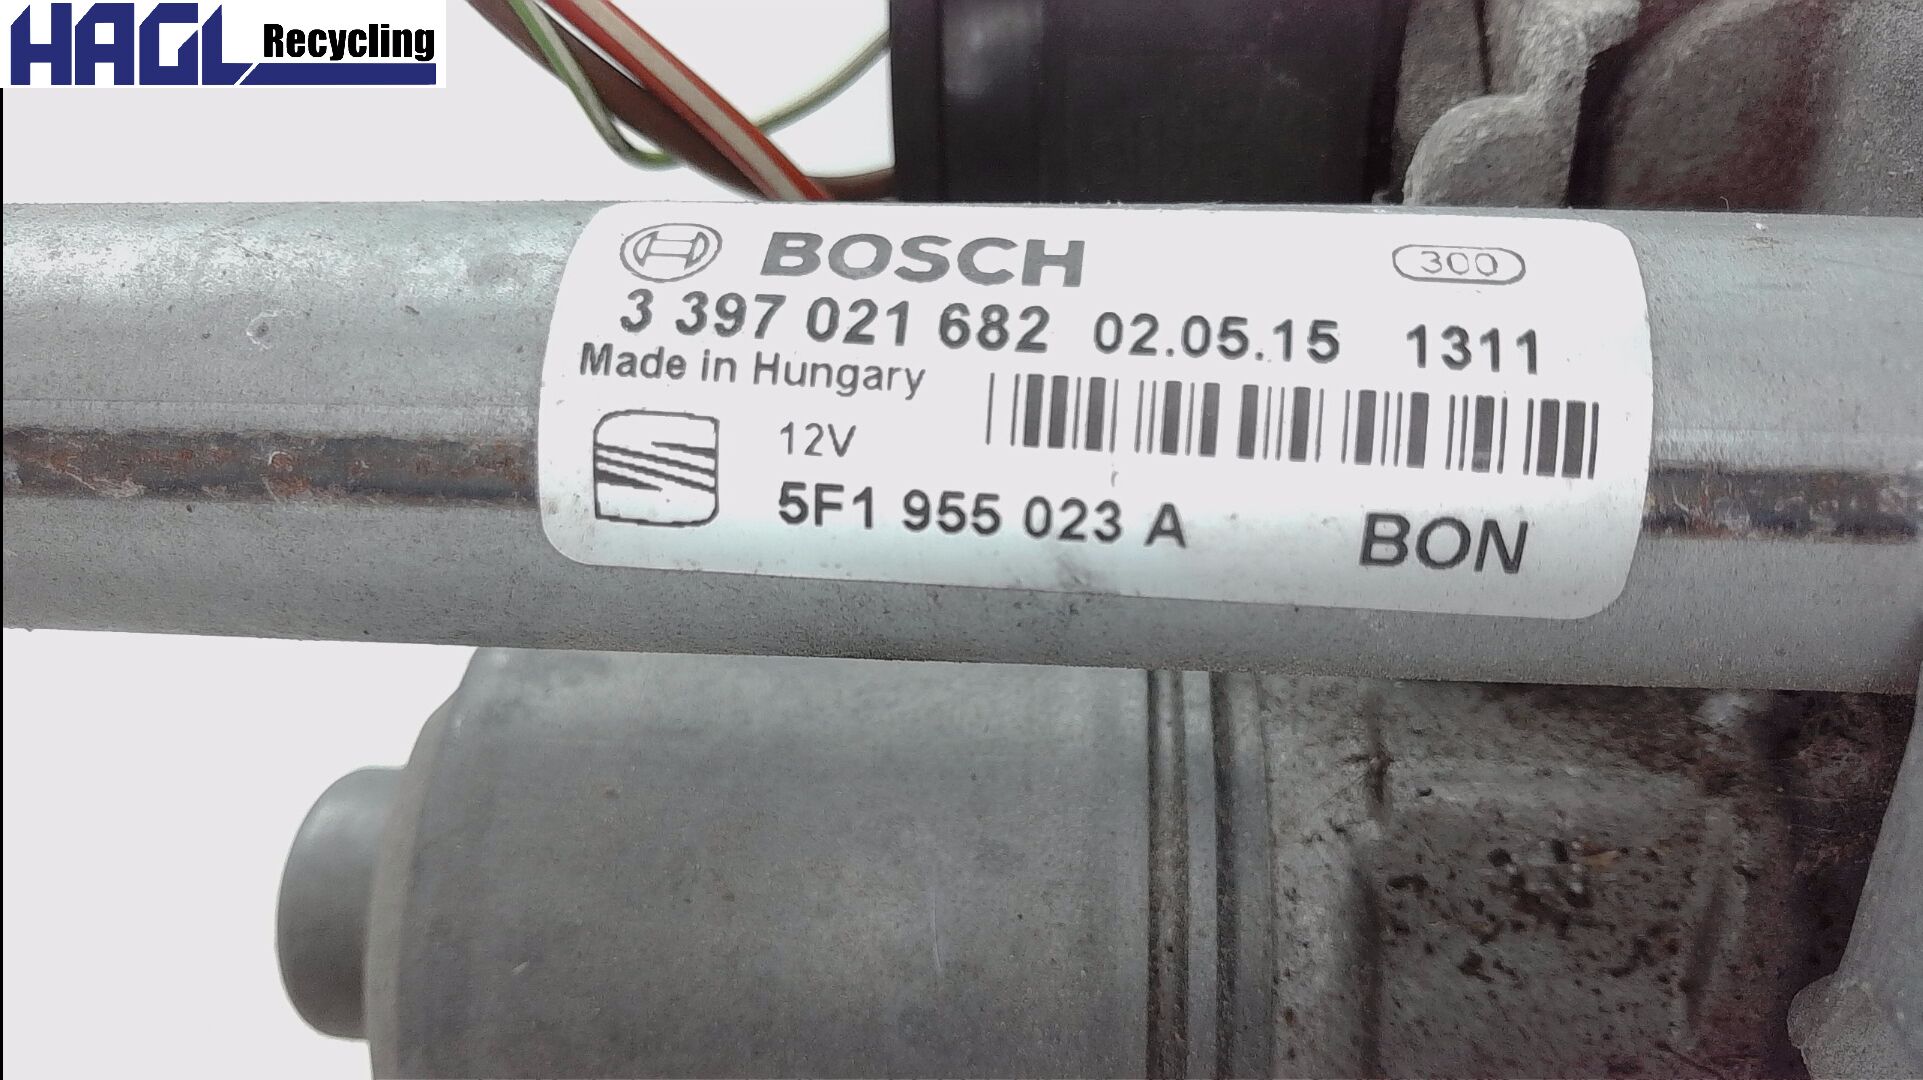 HAGL Recycling
BOSCH 300
3 397 021 682 02.05.15 1311
Made in Hungary
12V
5F1 955 023 A BON